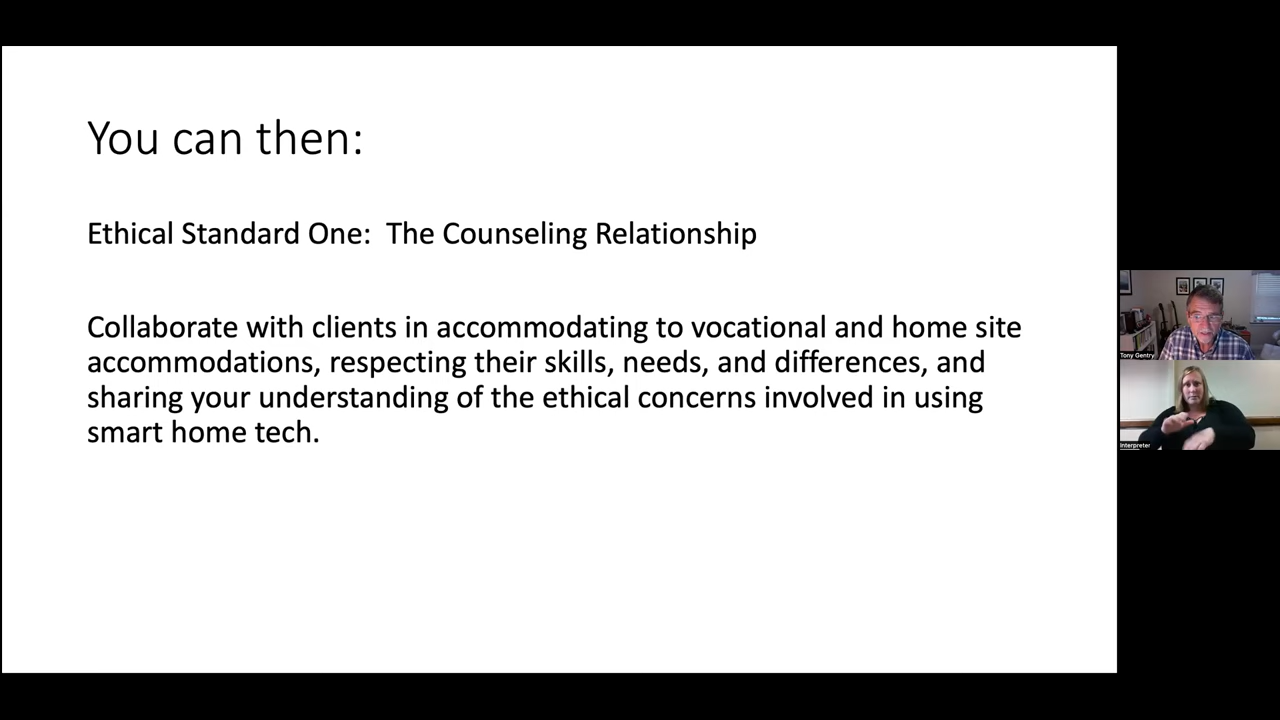 You can then:
Ethical Standard One:  The Counseling Relationship
Collaborate with clients in accommodating to vocational and home site
accommodations, respecting their skills, needs, and differences, and
sharing your understanding of the ethical concerns involved in using
smart home tech.
Tony Gentry
Interpreter